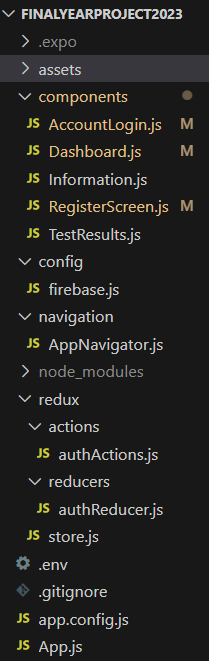 FINALYEARPROJECT2023
.expo
assets
components
JS AccountLogin.js M
JS Dashboard.js M
JS Information.js
JS RegisterScreen.js M
JS TestResults.js
config
JS firebase.js
navigation
JS AppNavigator.js
node_modules
redux
actions
JS authActions.js
reducers
JS authReducer.js
JS store.js
.env
.gitignore
JS app.config.js
JS App.js